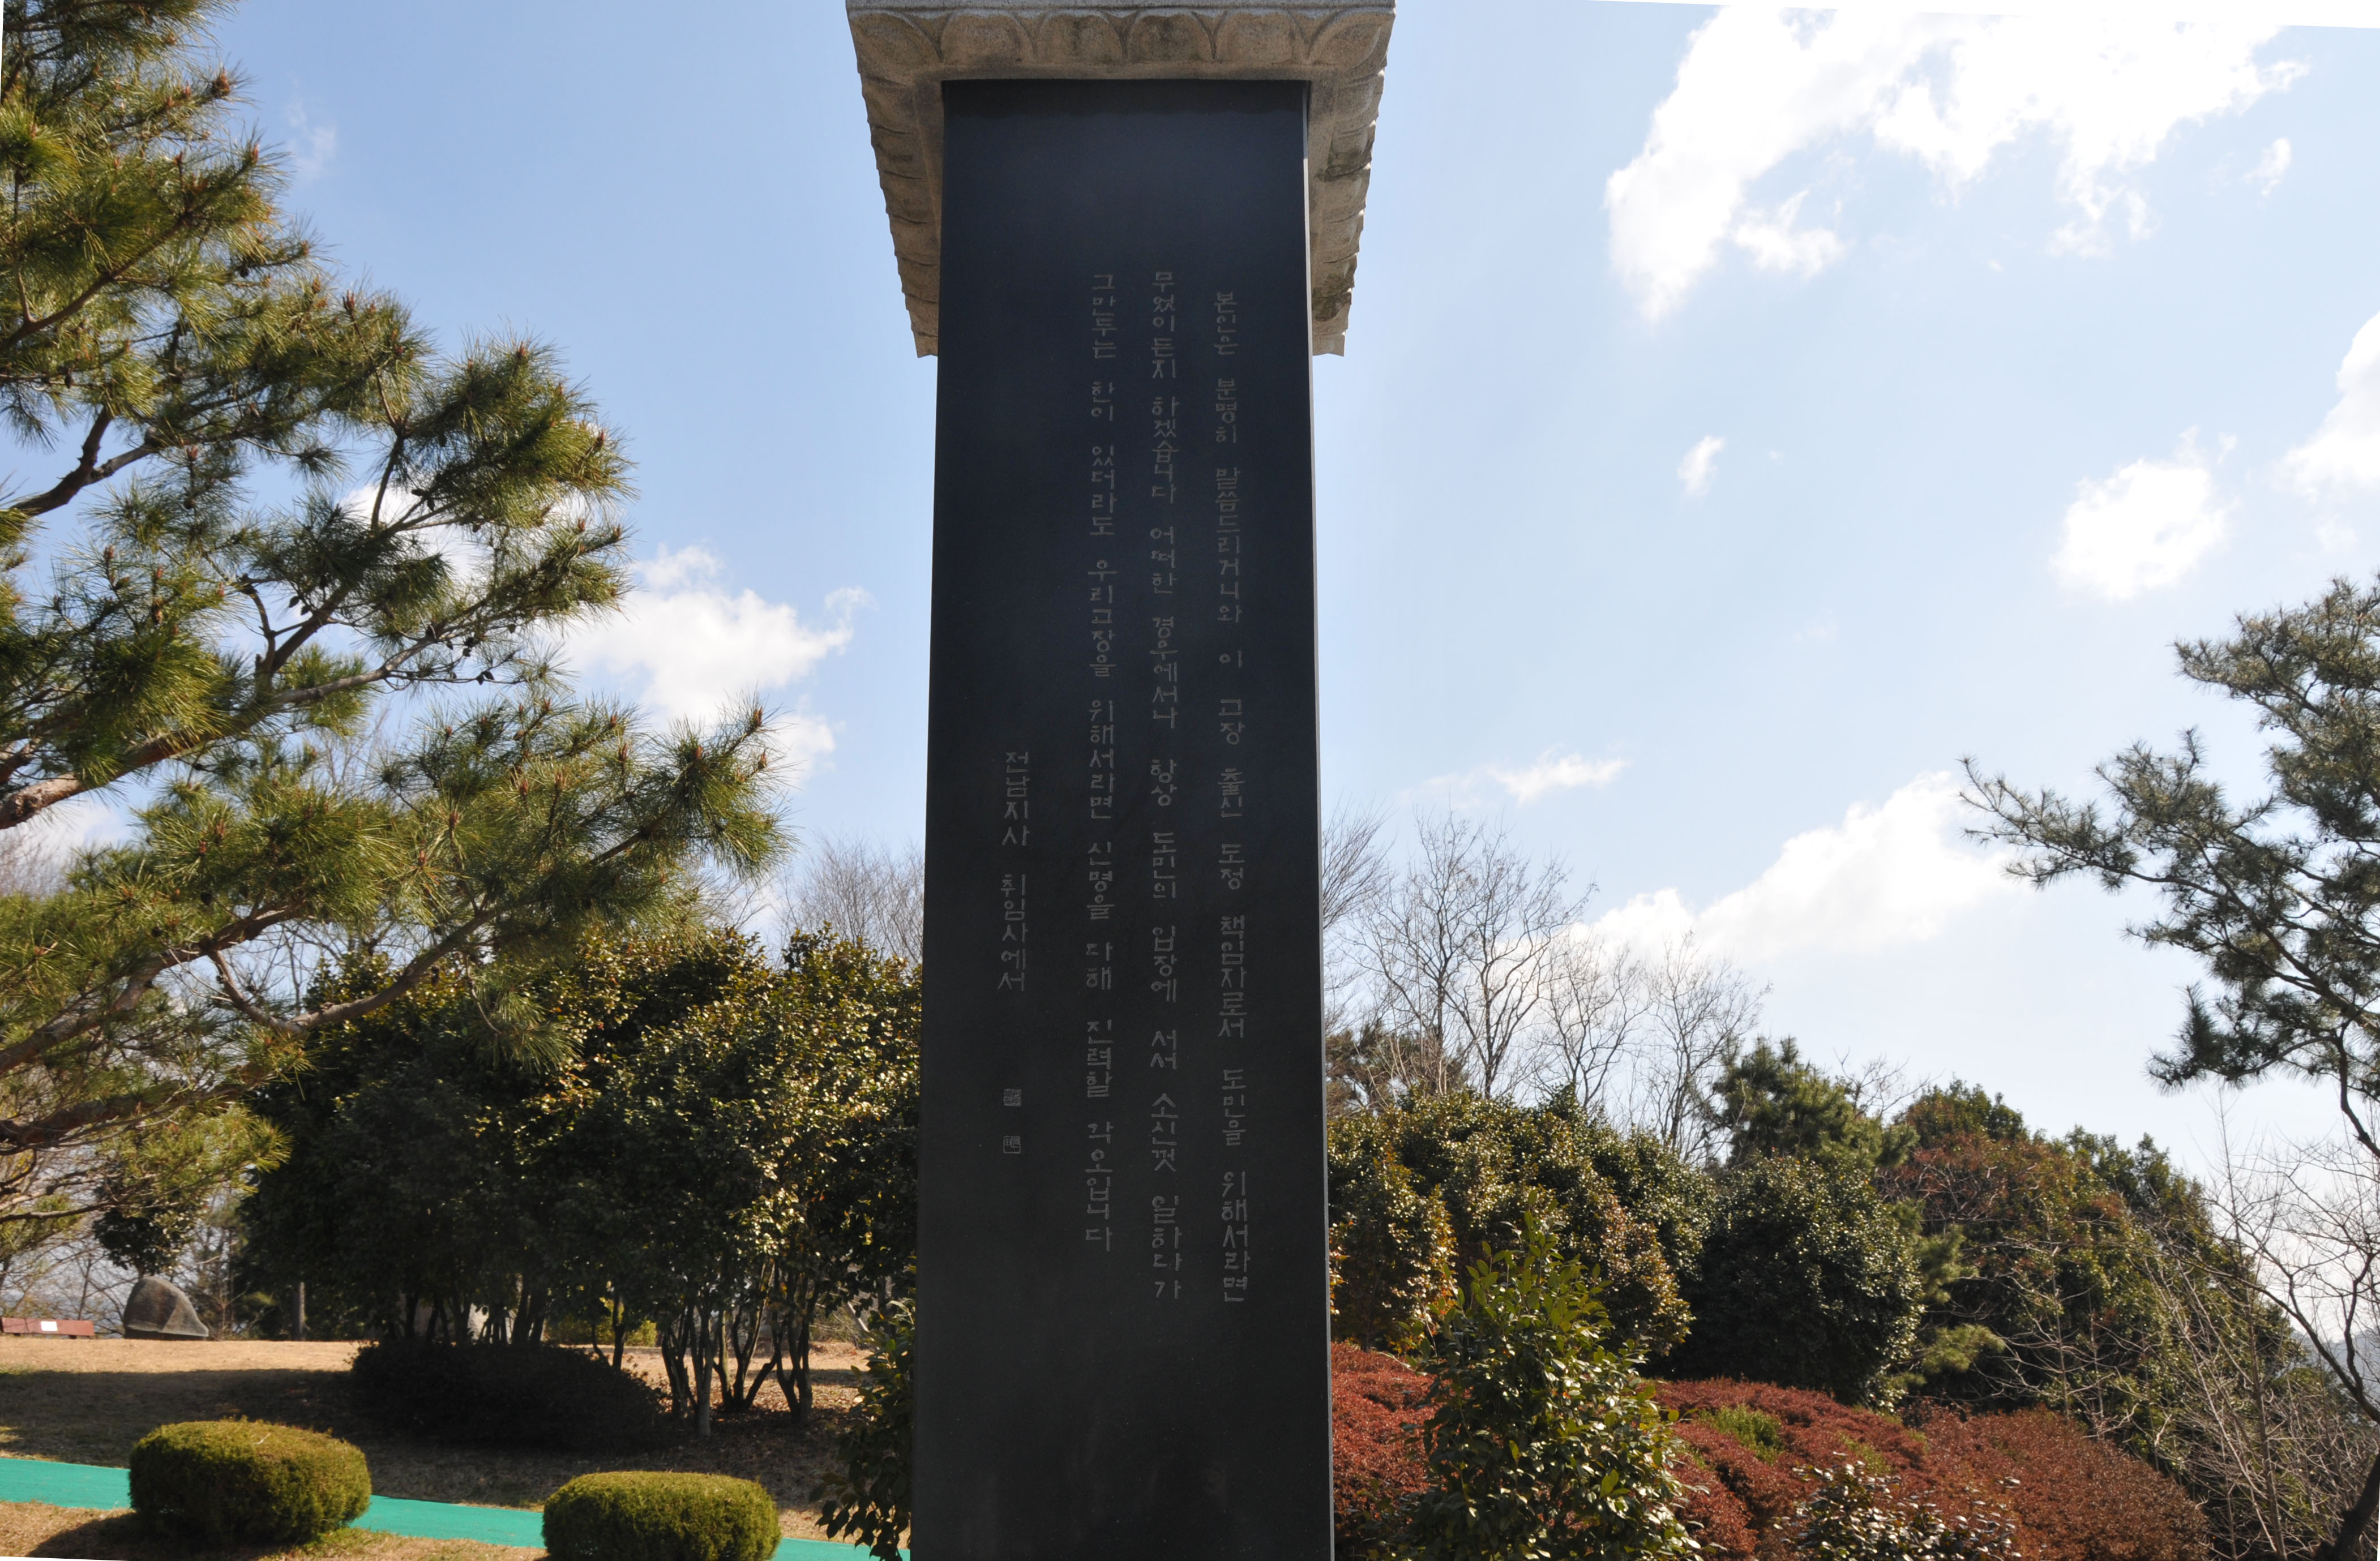 본인은 분명히 말씀드리거니와 이 고장 출신 도정 책임자로서 도민을 위해서라면
무엇이든지 하겠습니다 어떠한 경우에서나 항상 도민의 입장에 서서 소신껏 일하다가
그만두는 한이 있더라도 우리고장을 위해서라면 신명을 다해 진력할 각오입니다
전남지사 취임사에서